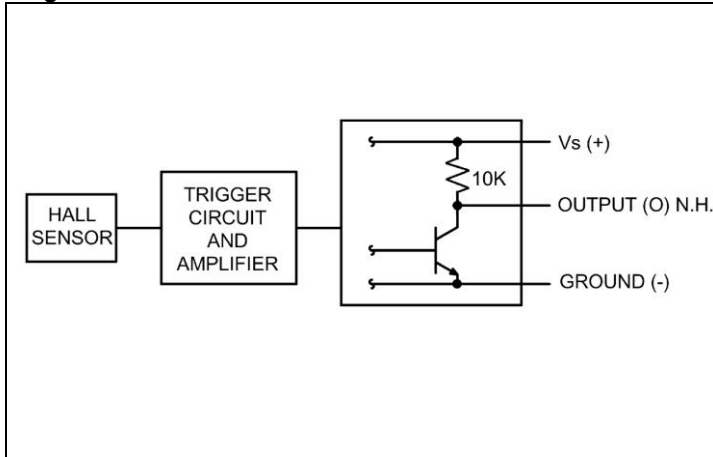 HALL
SENSOR
TRIGGER
CIRCUIT
AND
AMPLIFIER
10K
Vs (+)
OUTPUT (O) N.H.
GROUND (-)